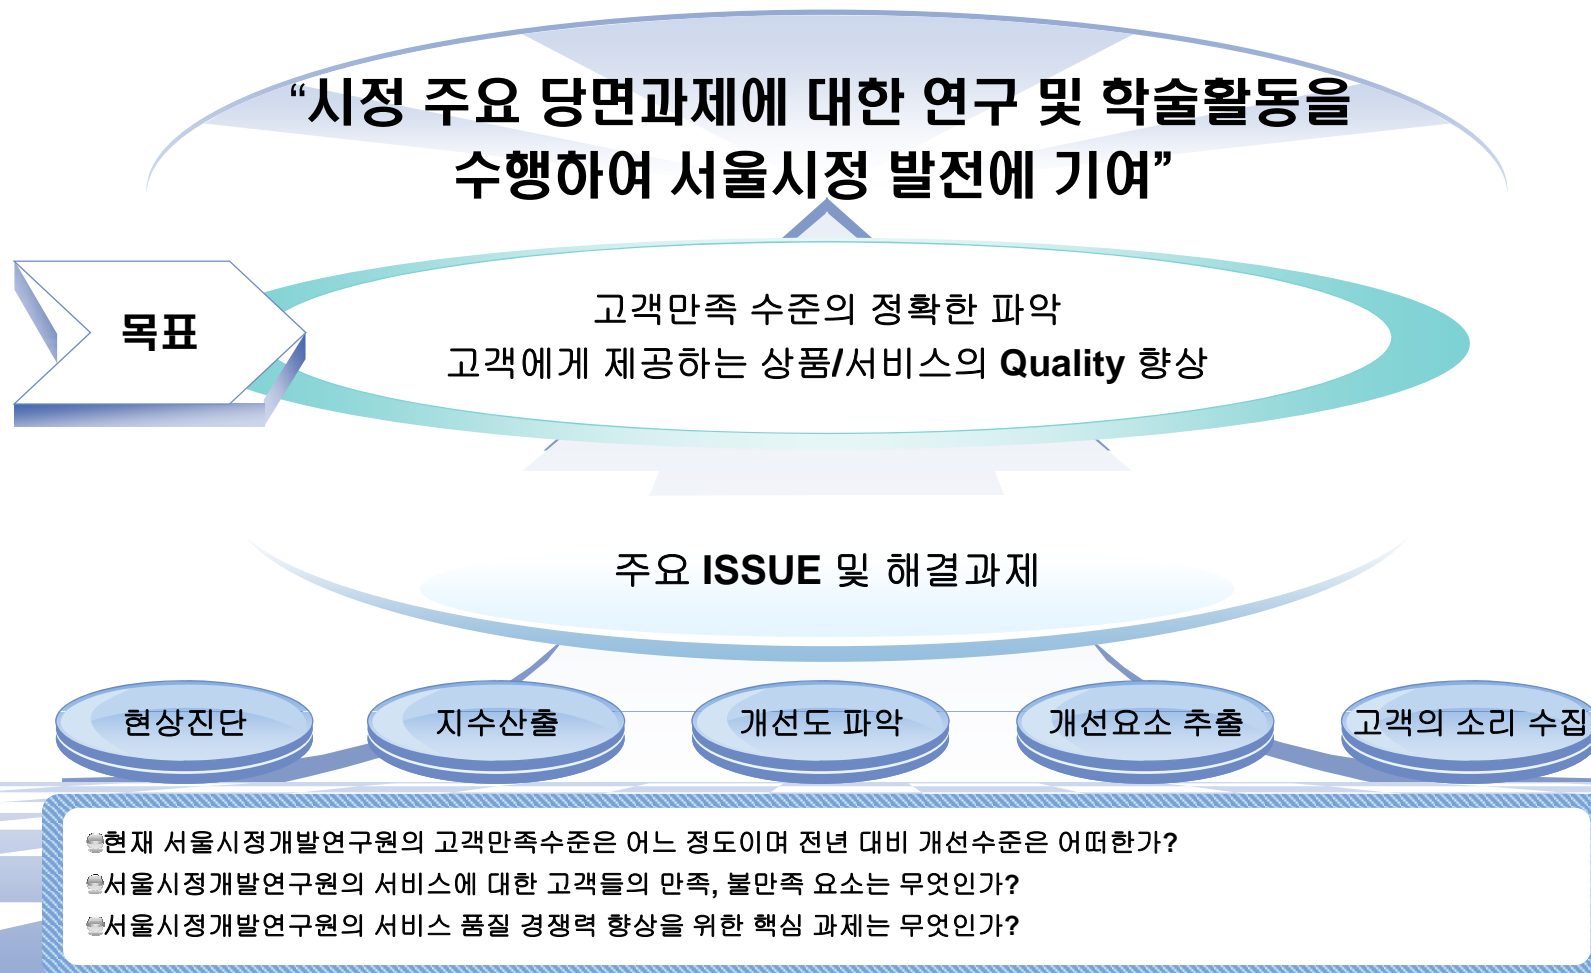 “시정 주요 당면과제에 대한 연구 및 학술활동을
수행하여 서울시정 발전에 기여”
목표
고객만족 수준의 정확한 파악
고객에게 제공하는 상품/서비스의 Quality 향상
주요 ISSUE 및 해결과제
현상진단
지수산출
개선도 파악
개선요소 추출
고객의 소리 수집
현재 서울시정개발연구원의 고객만족수준은 어느 정도이며 전년 대비 개선수준은 어떠한가?
서울시정개발연구원의 서비스에 대한 고객들의 만족, 불만족 요소는 무엇인가?
서울시정개발연구원의 서비스 품질 경쟁력 향상을 위한 핵심 과제는 무엇인가?